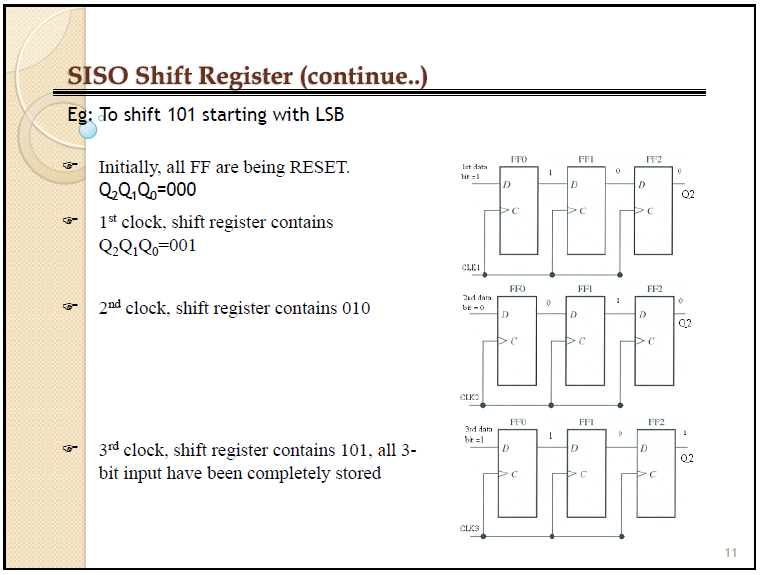 SISO Shift Register (continue..)
Eg: To shift 101 starting with LSB
Initially, all FF are being RESET.
Q₂Q₁Q₀=000
1ˢᵗ clock, shift register contains
Q₂Q₁Q₀=001
2ⁿᵈ clock, shift register contains 010
3ʳᵈ clock, shift register contains 101, all 3-
bit input have been completely stored
FF0 FF1 FF2
1st data
bit =1
1 0 0
D D D
Q2
C C C
CLK1
FF0 FF1 FF2
2nd data
bit = 0
0 1 0
D D D
Q2
C C C
CLK2
FF0 FF1 FF2
3rd data
bit =1
1 0 1
D D D
Q2
C C C
CLK3
11